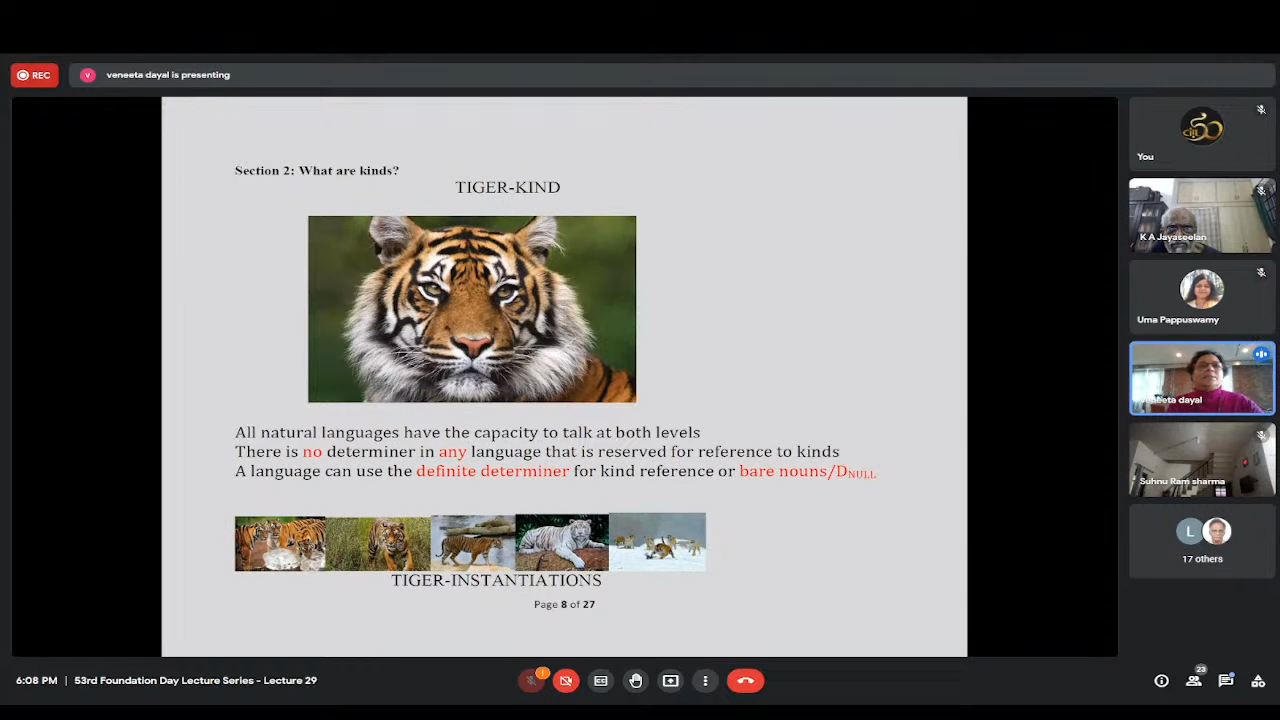 REC
v
veneeta dayal is presenting
Section 2: What are kinds?
TIGER-KIND
All natural languages have the capacity to talk at both levels
There is no determiner in any language that is reserved for reference to kinds
A language can use the definite determiner for kind reference or bare nouns/DNULL
TIGER-INSTANTIATIONS
Page 8 of 27
You
K A Jayaseelan
Uma Pappuswamy
veneeta dayal
Suhnu Ram sharma
L
17 others
6:08 PM | 53rd Foundation Day Lecture Series - Lecture 29
23